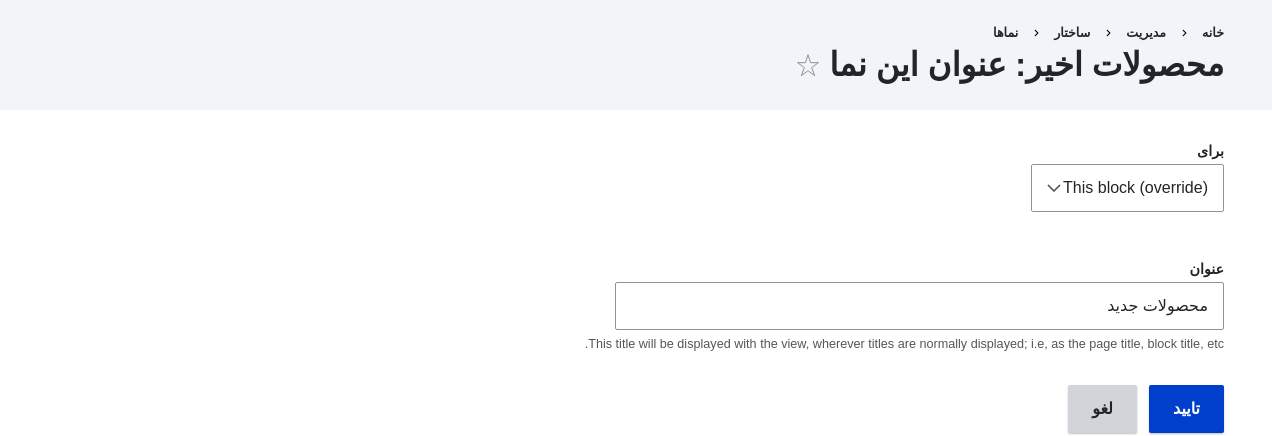 خانه › مدیریت › ساختار › نماها
محصولات اخیر: عنوان این نما ☆
برای
This block (override)
عنوان
محصولات جدید
This title will be displayed with the view, wherever titles are normally displayed; i.e, as the page title, block title, etc.
تایید
لغو